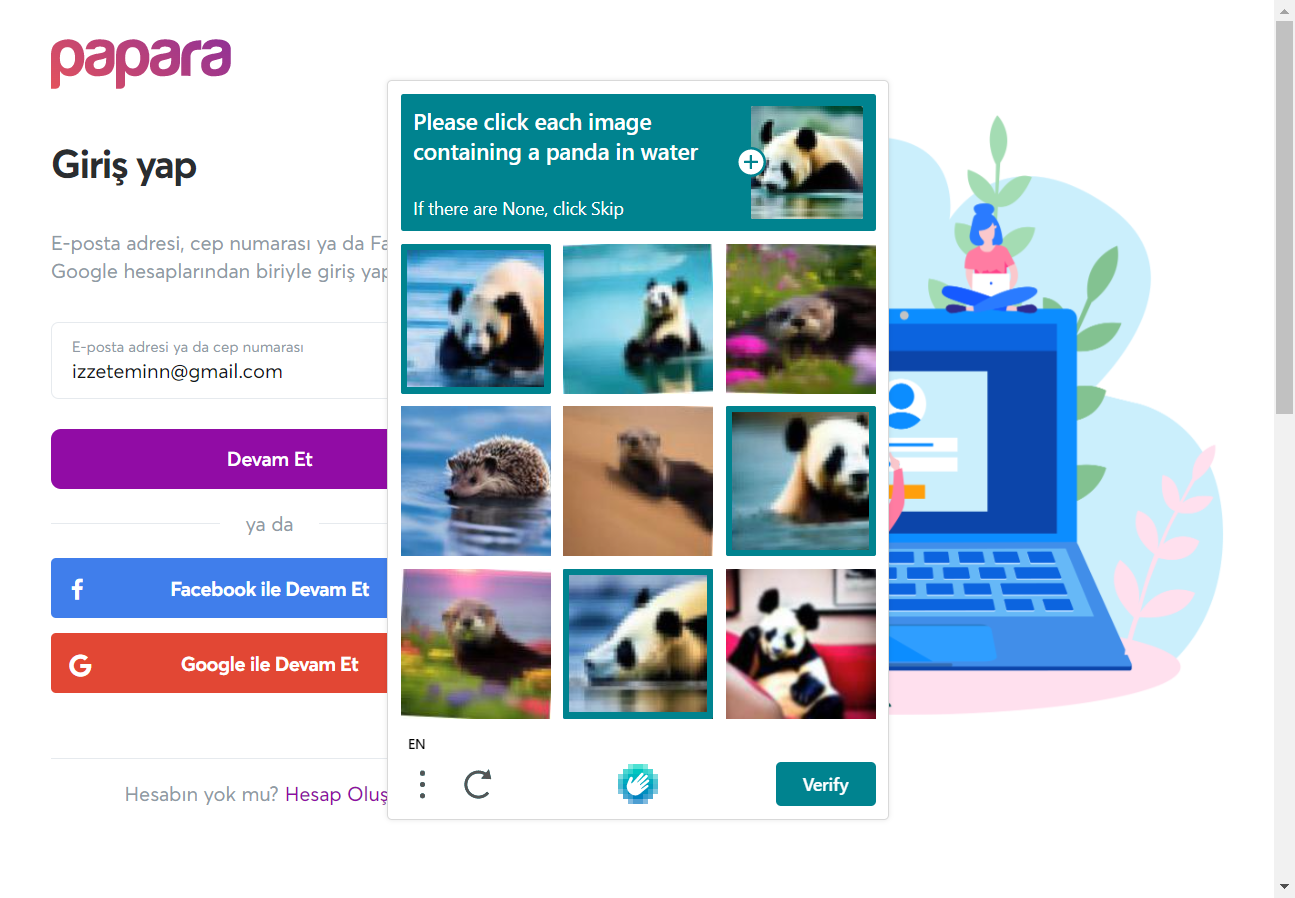 papara
Giriş yap
E-posta adresi, cep numarası ya da Fa
Google hesaplarından biriyle giriş yap
E-posta adresi ya da cep numarası
izzeteminn@gmail.com
Devam Et
ya da
Facebook ile Devam Et
Google ile Devam Et
Hesabın yok mu? Hesap Oluş
Please click each image
containing a panda in water
If there are None, click Skip
EN
Verify